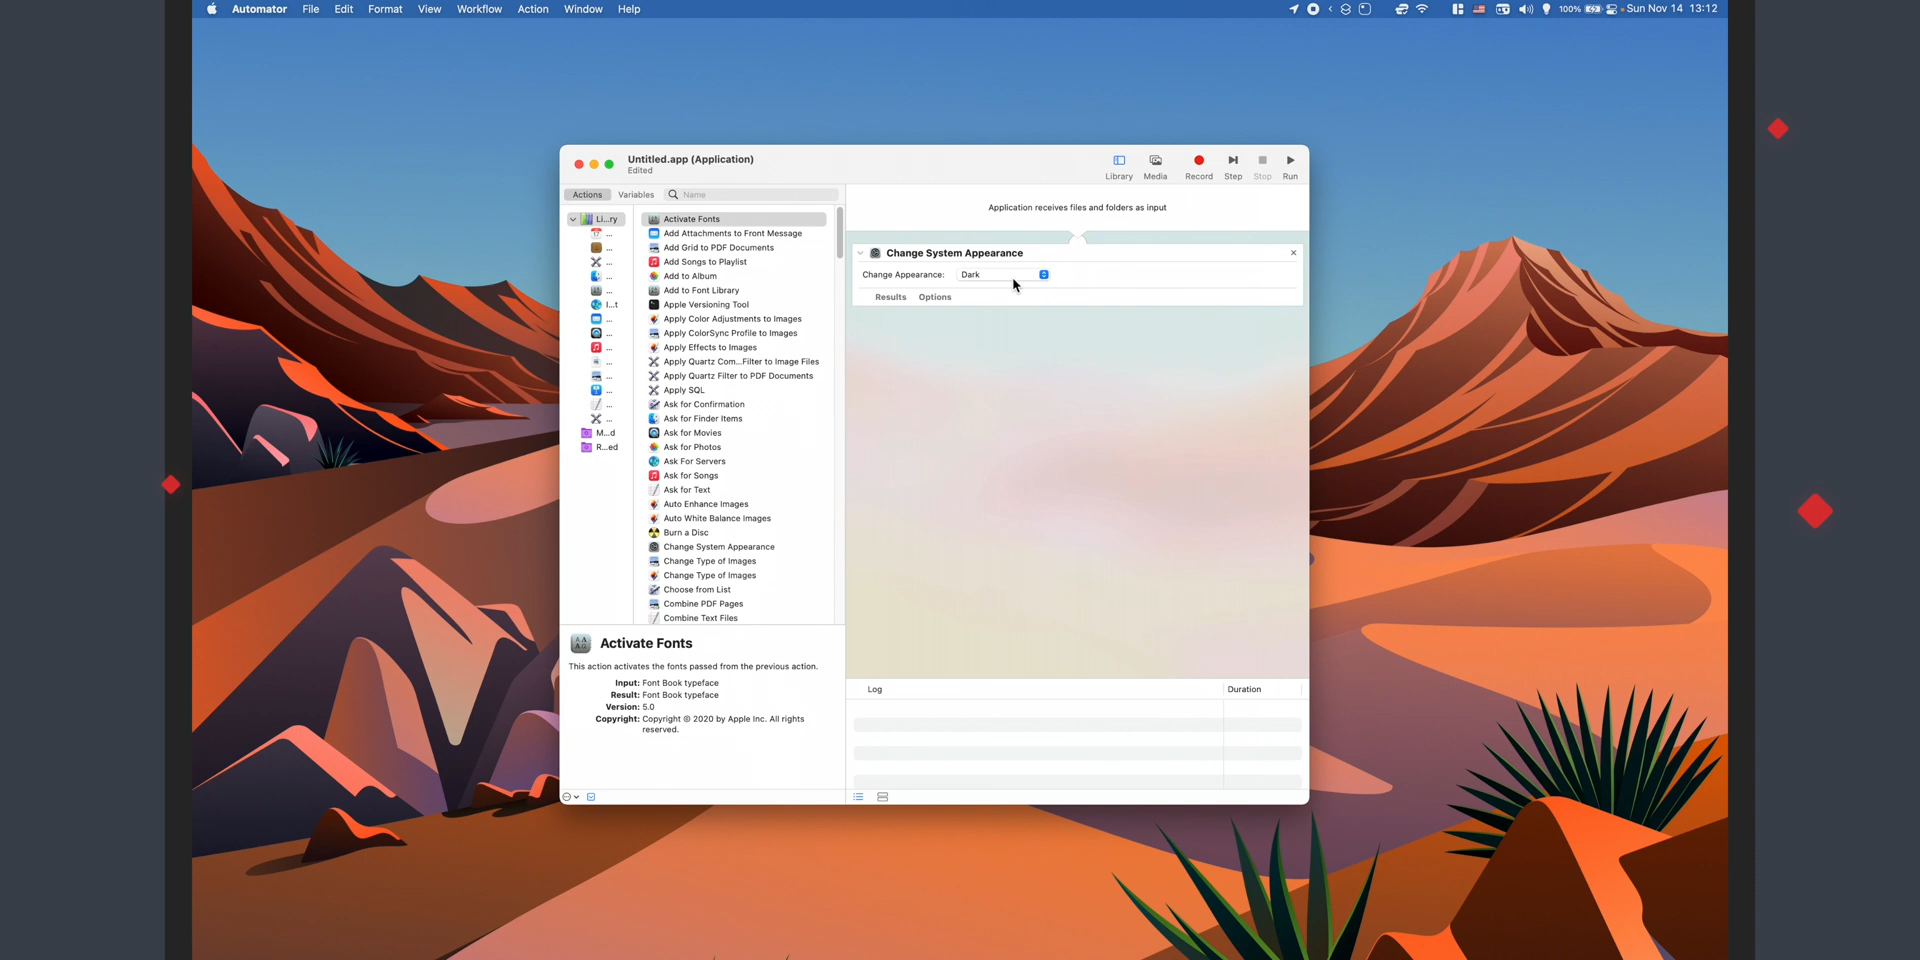 Automator File Edit Format View Workflow Action Window Help
100% Sun Nov 14 13:12
Untitled.app (Application)
Edited
Library Media Record Step Stop Run
Actions Variables Name
Application receives files and folders as input
Li...ry
...
...
...
...
...
I...t
...
...
...
...
...
...
...
...
M...d
R...ed
Activate Fonts
Add Attachments to Front Message
Add Grid to PDF Documents
Add Songs to Playlist
Add to Album
Add to Font Library
Apple Versioning Tool
Apply Color Adjustments to Images
Apply ColorSync Profile to Images
Apply Effects to Images
Apply Quartz Com...Filter to Image Files
Apply Quartz Filter to PDF Documents
Apply SQL
Ask for Confirmation
Ask for Finder Items
Ask for Movies
Ask for Photos
Ask For Servers
Ask for Songs
Ask for Text
Auto Enhance Images
Auto White Balance Images
Burn a Disc
Change System Appearance
Change Type of Images
Change Type of Images
Choose from List
Combine PDF Pages
Combine Text Files
Change System Appearance
Change Appearance: Dark
Results Options
Activate Fonts
This action activates the fonts passed from the previous action.
Input: Font Book typeface
Result: Font Book typeface
Version: 5.0
Copyright: Copyright © 2020 by Apple Inc. All rights
reserved.
Log Duration